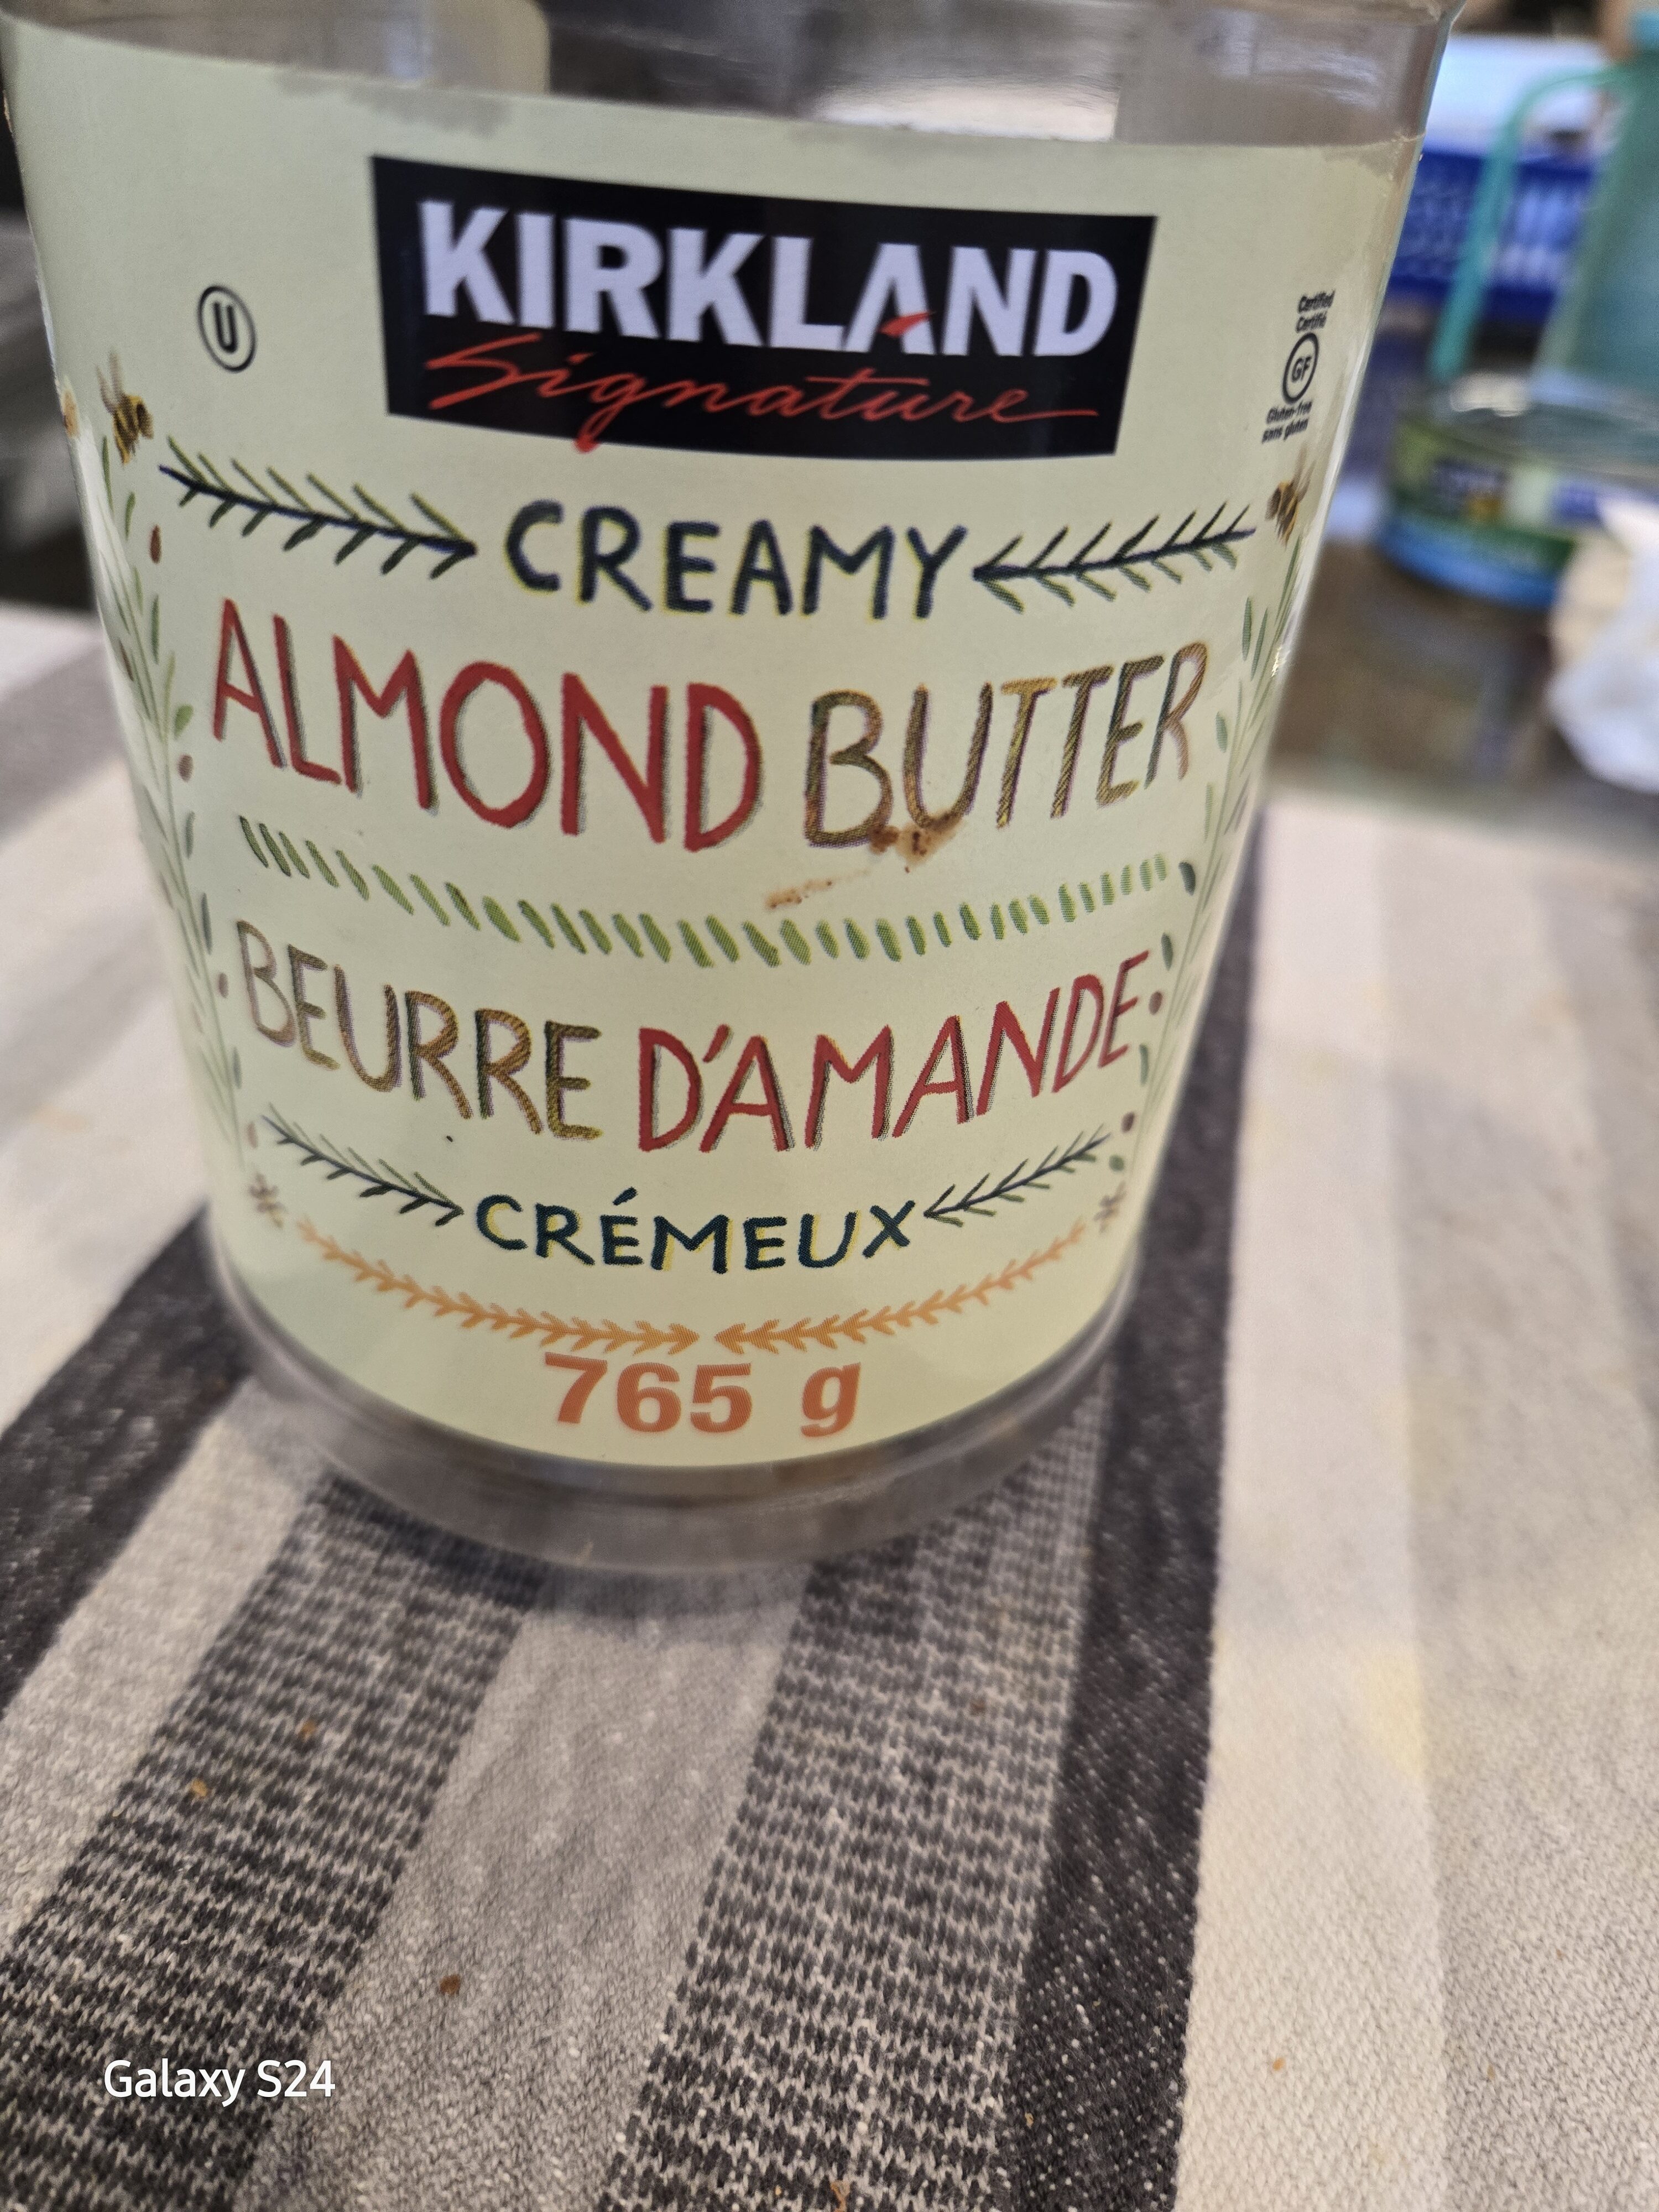 KIRKLAND
Signature
U
Certified
Certifié
GF
Gluten-free
sans gluten
CREAMY
ALMOND BUTTER
BEURRE D'AMANDE
CRÉMEUX
765 g
Galaxy S24